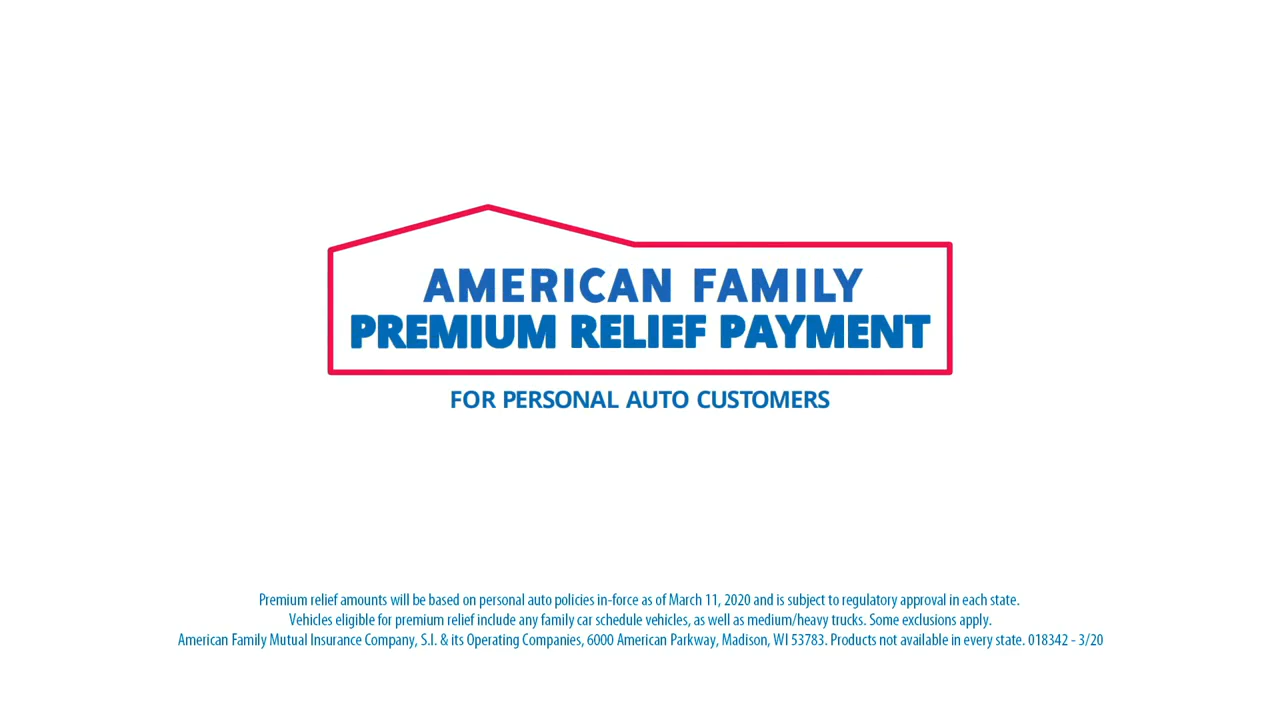 AMERICAN FAMILY
PREMIUM RELIEF PAYMENT
FOR PERSONAL AUTO CUSTOMERS
Premium relief amounts will be based on personal auto policies in-force as of March 11, 2020 and is subject to regulatory approval in each state.
Vehicles eligible for premium relief include any family car schedule vehicles, as well as medium/heavy trucks. Some exclusions apply.
American Family Mutual Insurance Company, S.I. & its Operating Companies, 6000 American Parkway, Madison, WI 53783. Products not available in every state. 018342 - 3/20